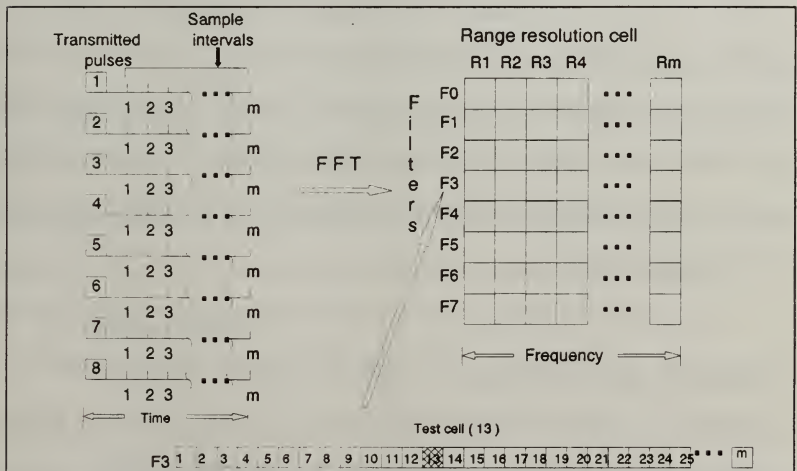 Sample
Transmitted intervals
pulses
1
...
1 2 3 m
2
...
1 2 3 m
3
...
1 2 3 m
4
...
1 2 3 m
5
...
1 2 3 m
6
...
1 2 3 m
7
...
1 2 3 m
8
...
1 2 3 m
Time
FFT
Range resolution cell
R1 R2 R3 R4 Rm
Filters
F0 ...
F1 ...
F2 ...
F3 ...
F4 ...
F5 ...
F6 ...
F7 ...
Frequency
Test cell ( 13 )
F3 1 2 3 4 5 6 7 8 9 10 11 12 13 14 15 16 17 18 19 20 21 22 23 24 25 ... m